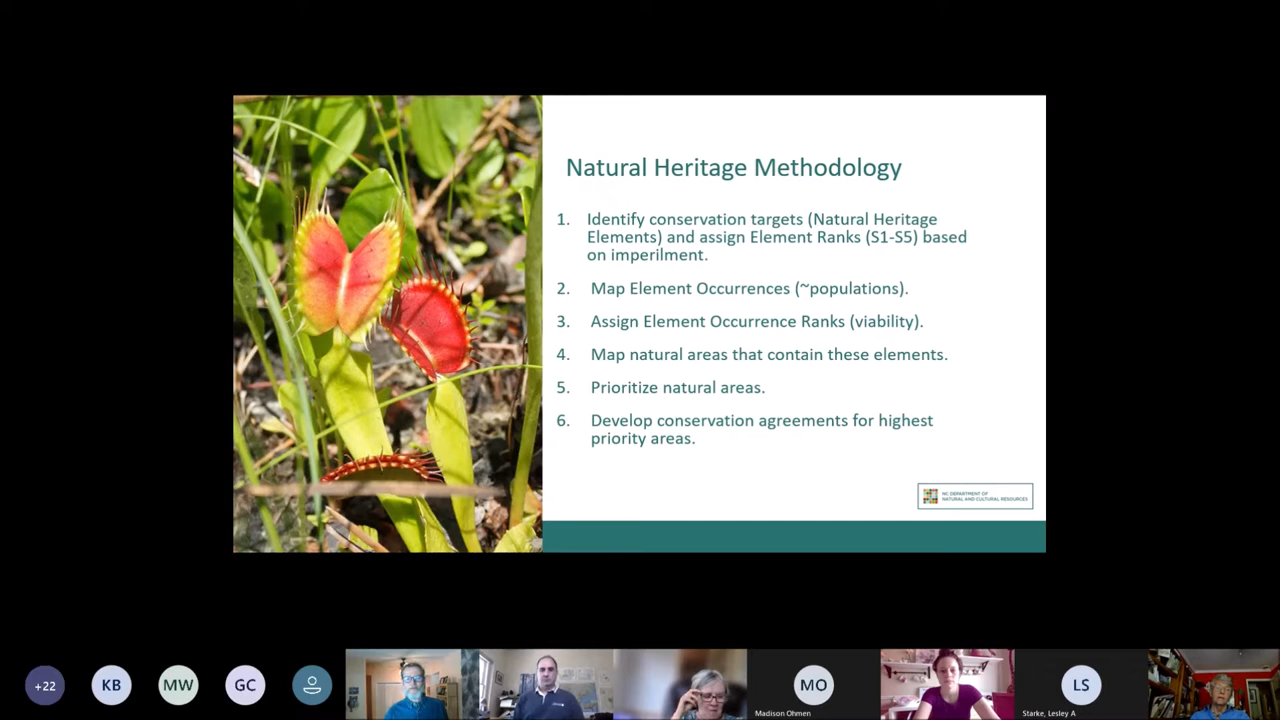 Natural Heritage Methodology
1. Identify conservation targets (Natural Heritage
Elements) and assign Element Ranks (S1-S5) based
on imperilment.
2. Map Element Occurrences (~populations).
3. Assign Element Occurrence Ranks (viability).
4. Map natural areas that contain these elements.
5. Prioritize natural areas.
6. Develop conservation agreements for highest
priority areas.
NC DEPARTMENT OF
NATURAL AND CULTURAL RESOURCES
+22
KB
MW
GC
MO
Madison Ohmen
LS
Starke, Lesley A